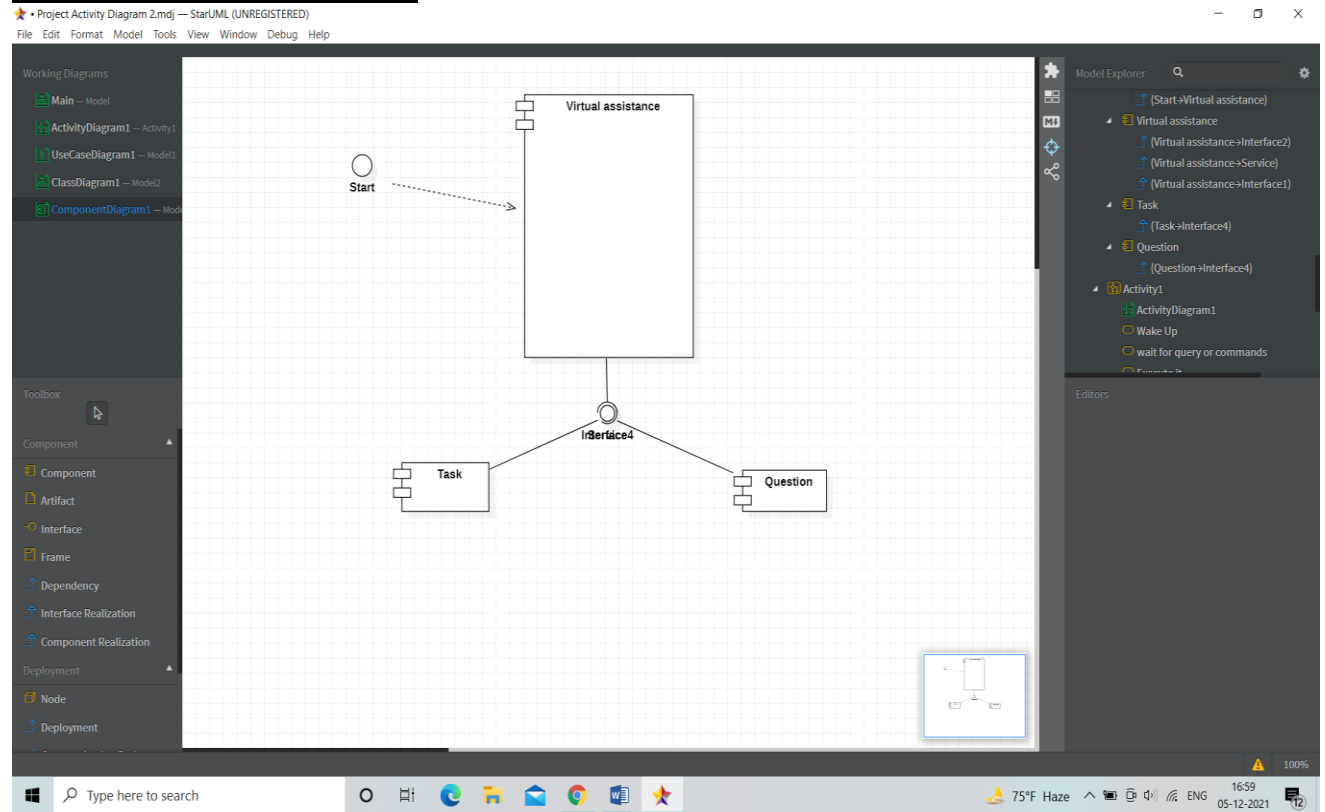 • Project Activity Diagram 2.mdj — StarUML (UNREGISTERED)
File Edit Format Model Tools View Window Debug Help
Working Diagrams
Main — Model
ActivityDiagram1 — Activity1
UseCaseDiagram1 — Model1
ClassDiagram1 — Model2
ComponentDiagram1 — Mode
Toolbox
Component
Component
Artifact
Interface
Frame
Dependency
Interface Realization
Component Realization
Deployment
Node
Deployment
Virtual assistance
Start
Task
Question
Model Explorer
(Start→Virtual assistance)
Virtual assistance
(Virtual assistance→Interface2)
(Virtual assistance→Service)
(Virtual assistance→Interface1)
Task
(Task→Interface4)
Question
(Question→Interface4)
Activity1
ActivityDiagram1
Wake Up
wait for query or commands
Editors
100%
Type here to search
75°F Haze
ENG
16:59
05-12-2021
12